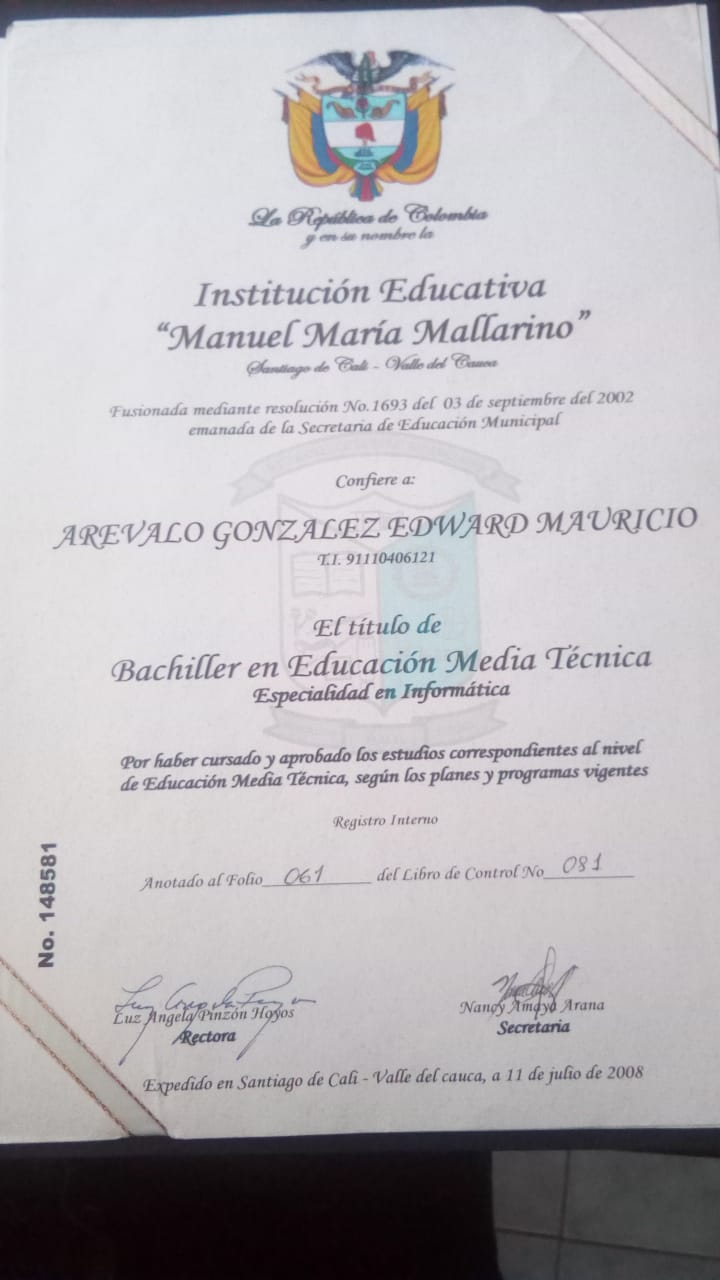 La República de Colombia
y en su nombre la
Institución Educativa
“Manuel María Mallarino”
Santiago de Cali - Valle del Cauca
Fusionada mediante resolución No.1693 del 03 de septiembre del 2002
emanada de la Secretaria de Educación Municipal
Confiere a:
AREVALO GONZALEZ EDWARD MAURICIO
T.I. 91110406121
El título de
Bachiller en Educación Media Técnica
Especialidad en Informática
Por haber cursado y aprobado los estudios correspondientes al nivel
de Educación Media Técnica, según los planes y programas vigentes
Registro Interno
Anotado al Folio 061 del Libro de Control No 081
No. 148581
Luz Angela Pinzón Hoyos
Rectora
Nancy Amaya Arana
Secretaria
Expedido en Santiago de Cali - Valle del cauca, a 11 de julio de 2008